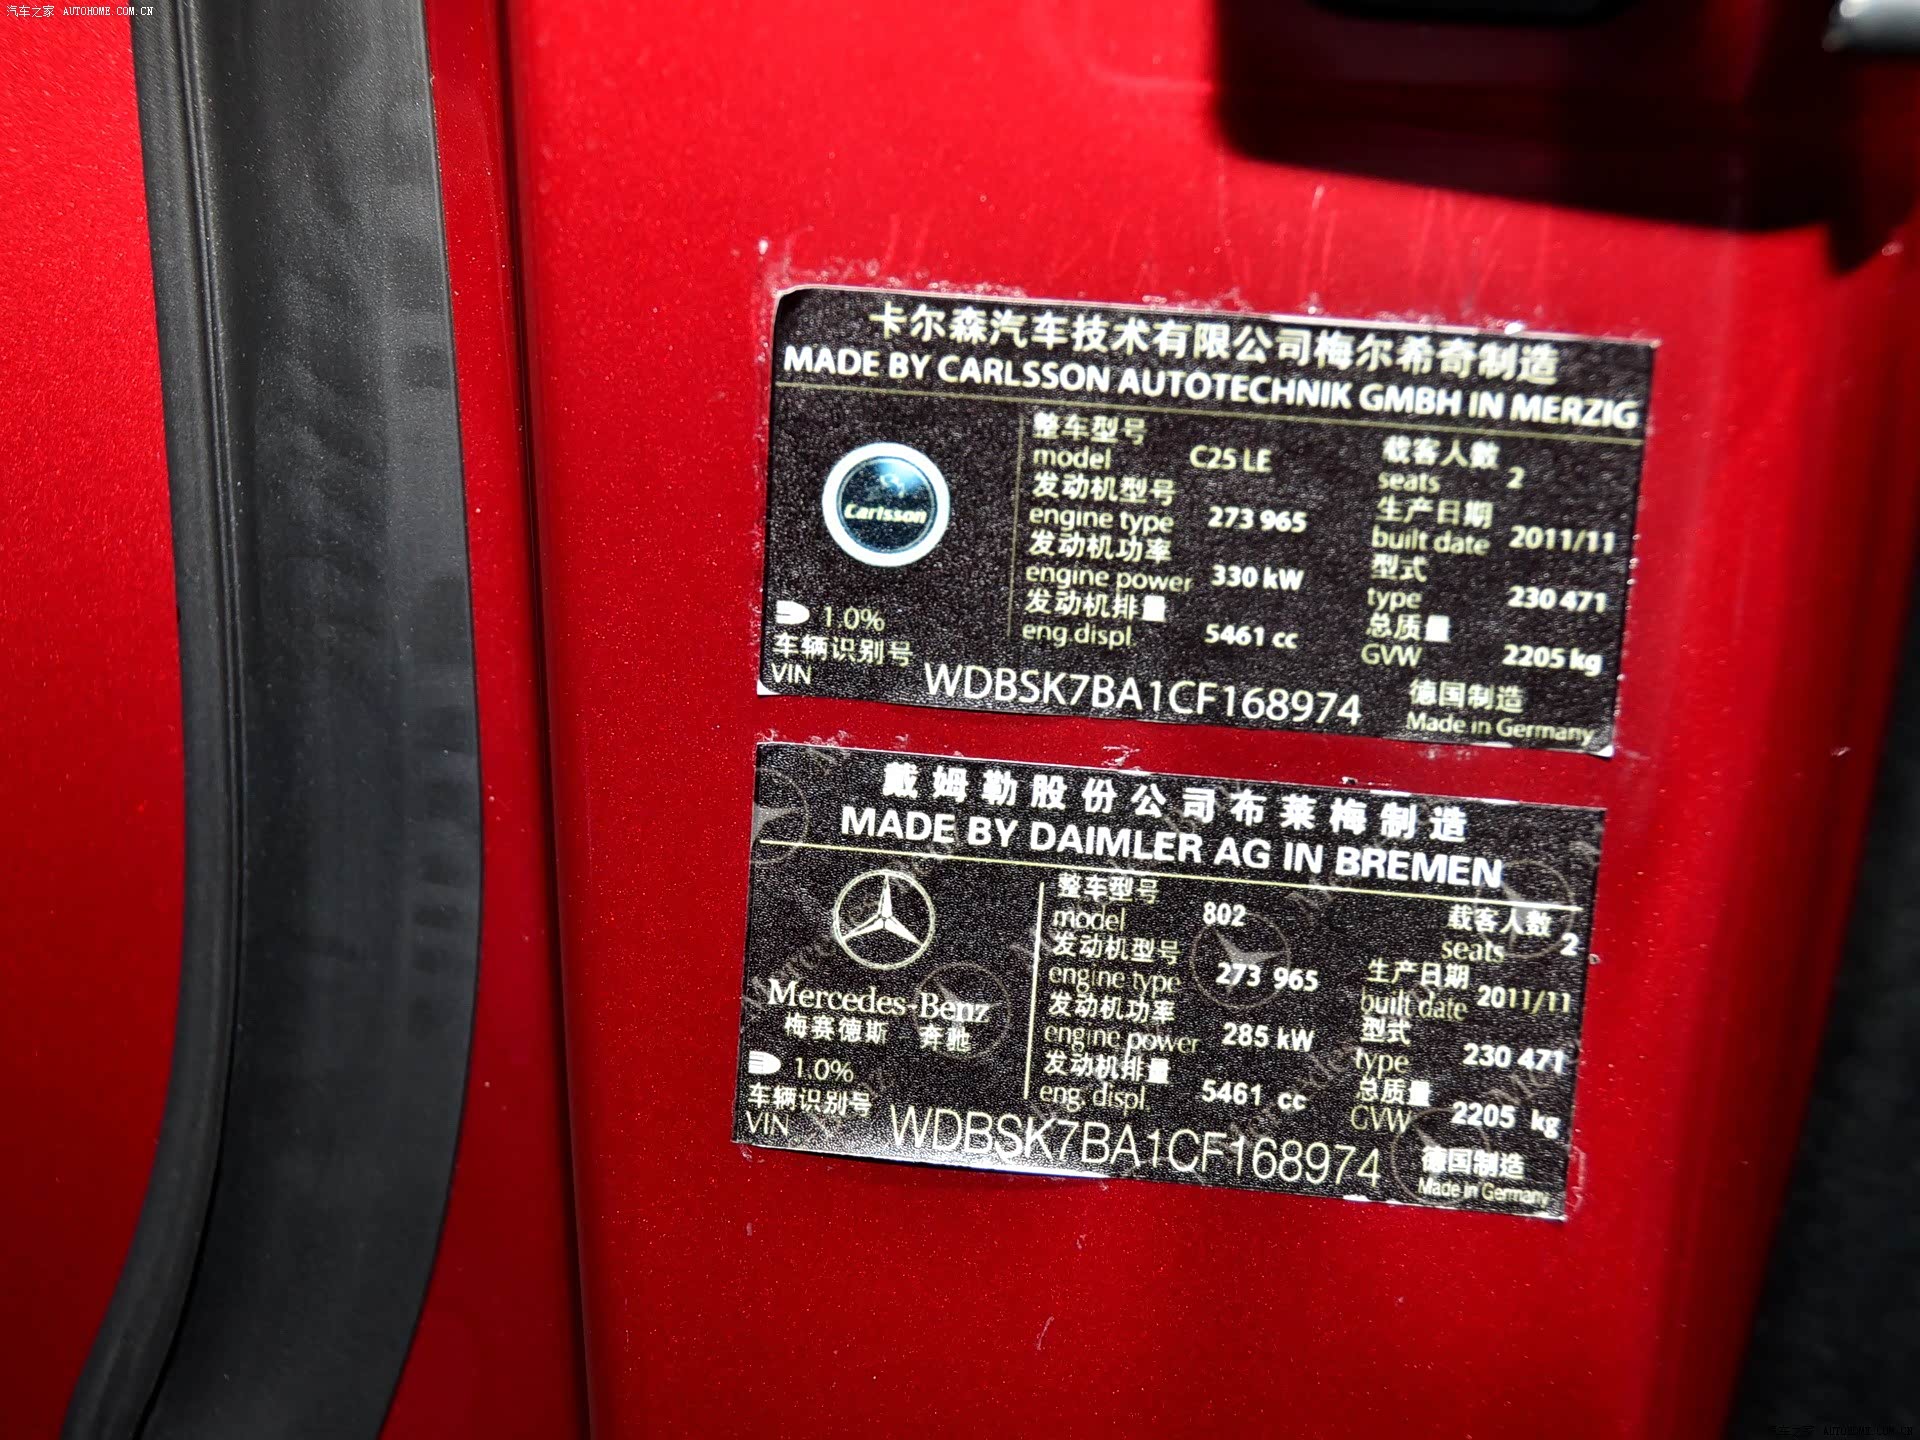 汽车之家 AUTOHOME.COM.CN
卡尔森汽车技术有限公司梅尔希奇制造
MADE BY CARLSSON AUTOTECHNIK GMBH IN MERZIG
Carlsson
1.0%
整车型号
model C25 LE
发动机型号
engine type 273 965
发动机功率
engine power 330 kW
发动机排量
eng.displ. 5461 cc
载客人数
seats 2
生产日期
built date 2011/11
型式
type 230 471
总质量
GVW 2205 kg
车辆识别号
VIN WDBSK7BA1CF168974
德国制造
Made in Germany
戴姆勒股份公司布莱梅制造
MADE BY DAIMLER AG IN BREMEN
Mercedes-Benz
梅赛德斯 奔驰
1.0%
整车型号
model 802
发动机型号
engine type 273 965
发动机功率
engine power 285 kW
发动机排量
eng. displ. 5461 cc
载客人数
seats 2
生产日期
built date 2011/11
型式
type 230 471
总质量
GVW 2205 kg
车辆识别号
VIN WDBSK7BA1CF168974
德国制造
Made in Germany
汽车之家 AUTOHOME.COM.CN